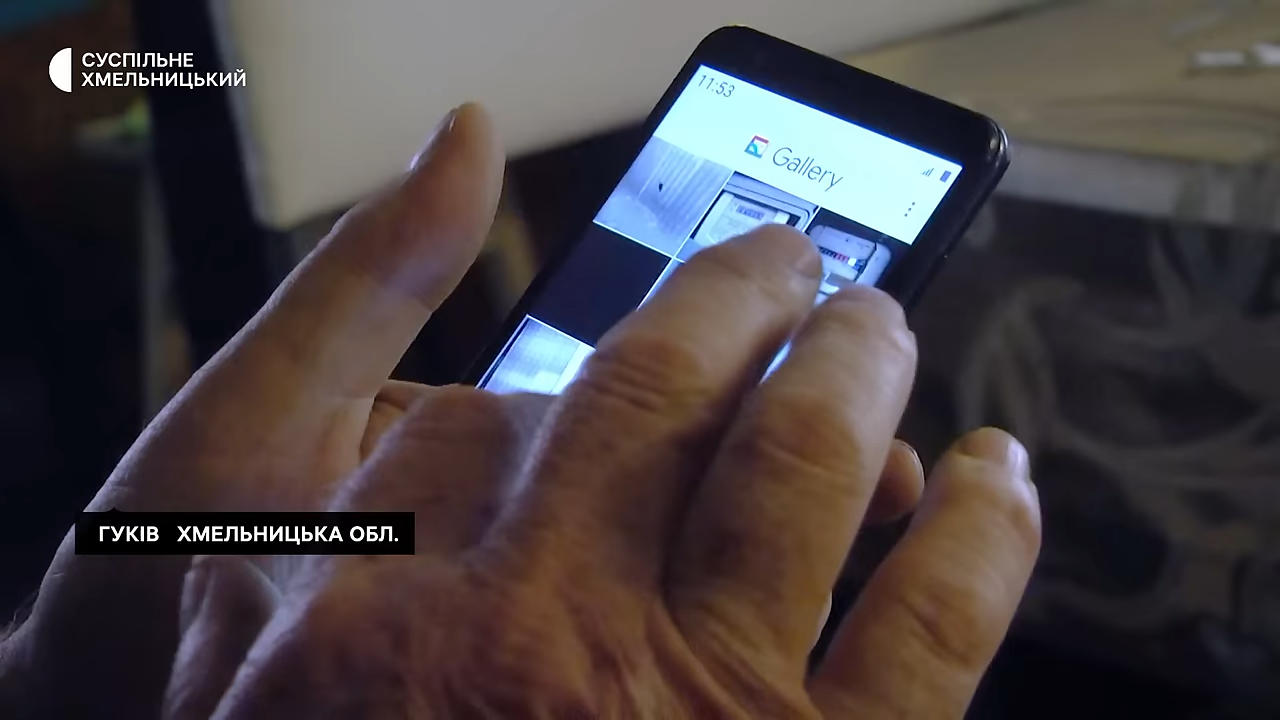 СУСПІЛЬНЕ
ХМЕЛЬНИЦЬКИЙ
11:53
Gallery
ГУКІВ ХМЕЛЬНИЦЬКА ОБЛ.